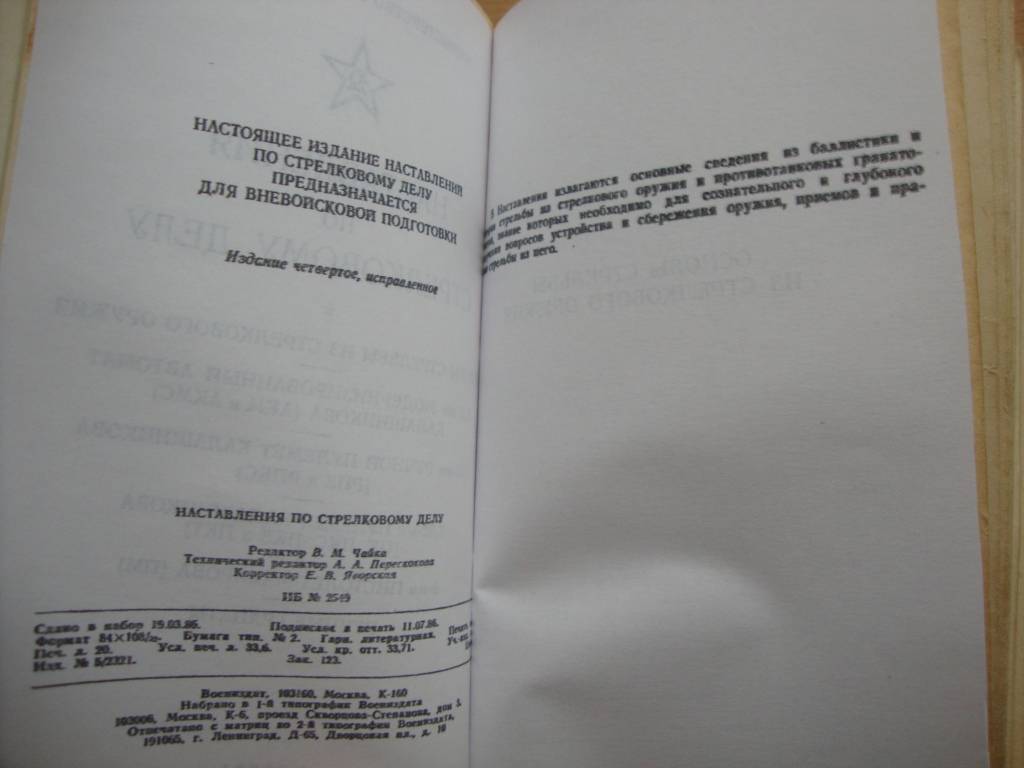 НАСТОЯЩЕЕ ИЗДАНИЕ НАСТАВЛЕНИЯ
ПО СТРЕЛКОВОМУ ДЕЛУ
ПРЕДНАЗНАЧАЕТСЯ
ДЛЯ ВНЕВОЙСКОВОЙ ПОДГОТОВКИ
Издание четвертое, исправленное
НАСТАВЛЕНИЯ ПО СТРЕЛКОВОМУ ДЕЛУ
Редактор В. М. Чайка
Технический редактор А. А. Перескокова
Корректор Е. В. Яворская
ИБ № 2549
Сдано в набор 19.03.86. Подписано в печать 11.07.86.
Формат 84×108/ Бумага тип. № 2. Гарн. литературная. Печать
Печ. л. 20. Усл. печ. л. 33,6. Усл. кр. отт. 33,71. Уч.-
Изд. № 5/2321. Зак. 123.
Воениздат, 103160, Москва, К-160
Набрано в 1-й типографии Воениздата
103006, Москва, К-6, проезд Скворцова-Степанова, дом 3.
Отпечатано с матриц во 2-й типографии Воениздата,
191065, г. Ленинград, Д-65, Дворцовая пл., д. 10
В Наставлении излагаются основные сведения из баллистики и
стрельбы из стрелкового оружия и противотанковых гранато-
знание которых необходимо для сознательного и глубокого
вопросов устройства и сбережения оружия, приемов и пра-
стрельбы из него.